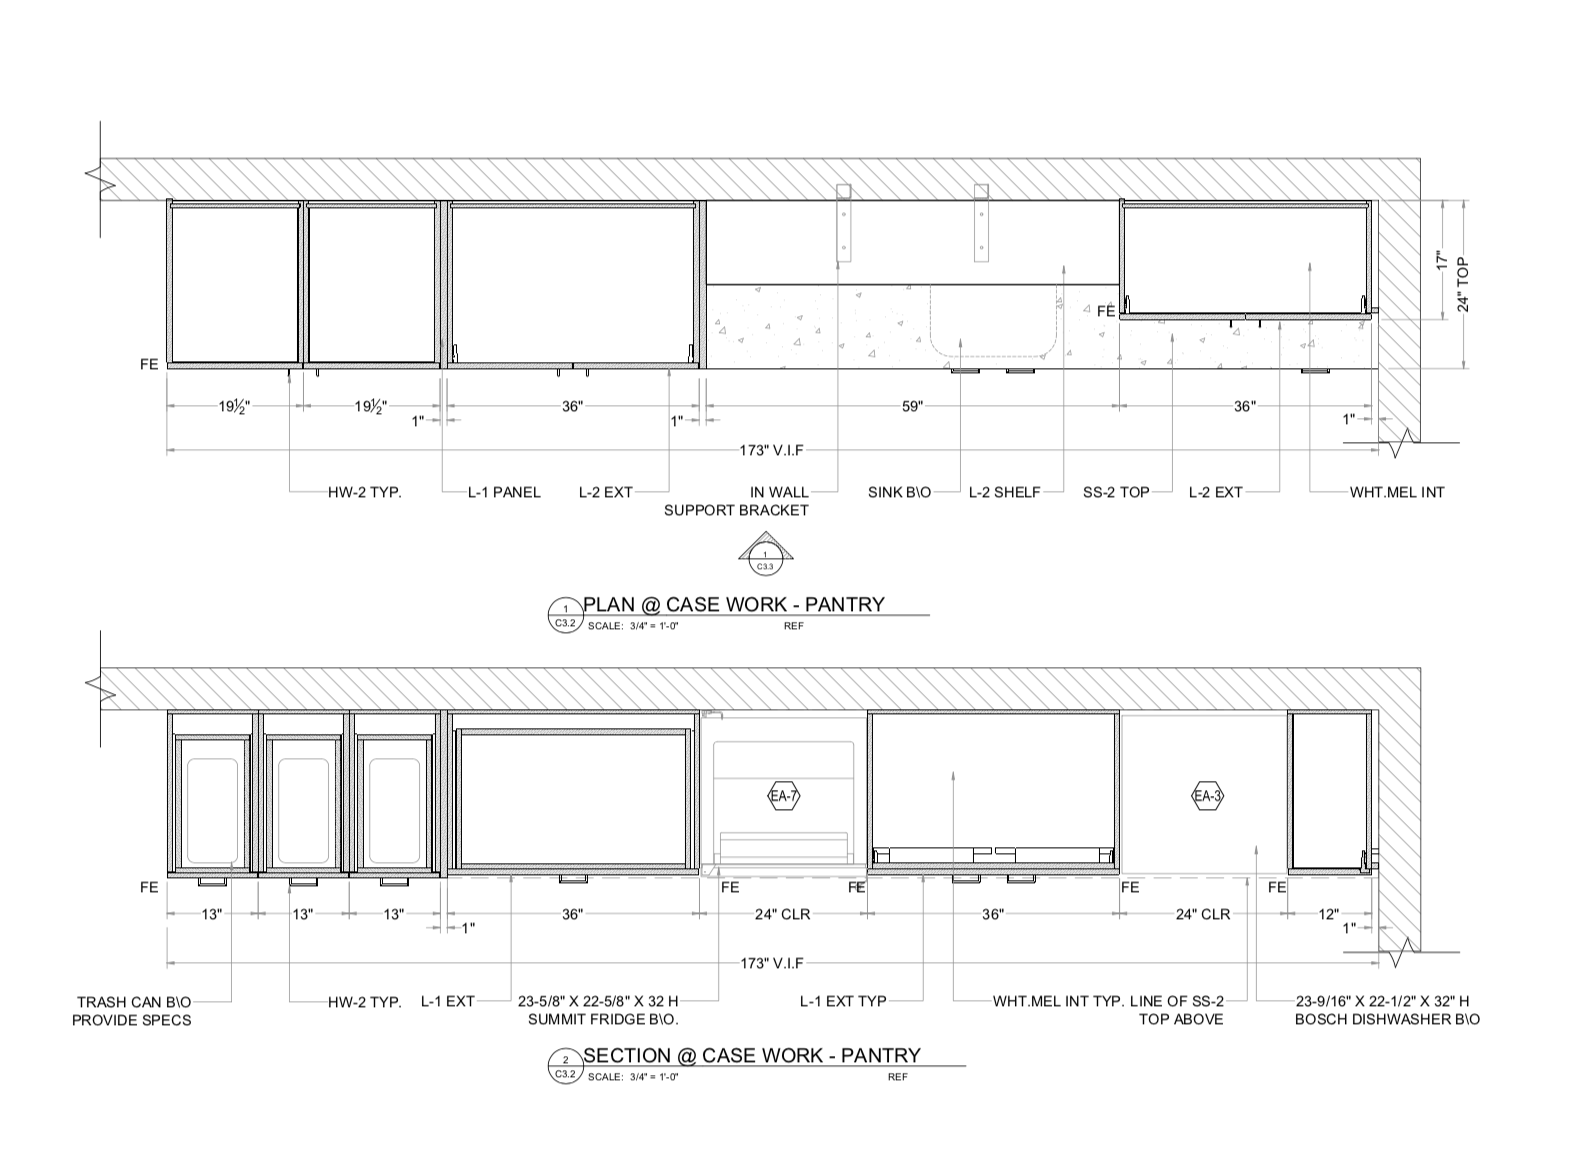 17"
24" TOP
FE
FE
19½"
19½"
36"
59"
36"
1"
1"
1"
173" V.I.F
HW-2 TYP.
L-1 PANEL
L-2 EXT
IN WALL
SUPPORT BRACKET
SINK B\O
L-2 SHELF
SS-2 TOP
L-2 EXT
WHT.MEL INT
1
C3.3
1
C3.2
PLAN @ CASE WORK - PANTRY
SCALE: 3/4" = 1'-0"
REF
EA-7
EA-3
FE
FE
FE
FE
FE
13"
13"
13"
36"
24" CLR
36"
24" CLR
12"
1"
1"
173" V.I.F
TRASH CAN B\O
PROVIDE SPECS
HW-2 TYP.
L-1 EXT
23-5/8" X 22-5/8" X 32 H
SUMMIT FRIDGE B\O.
L-1 EXT TYP
WHT.MEL INT TYP.
LINE OF SS-2
TOP ABOVE
23-9/16" X 22-1/2" X 32" H
BOSCH DISHWASHER B\O
2
C3.2
SECTION @ CASE WORK - PANTRY
SCALE: 3/4" = 1'-0"
REF